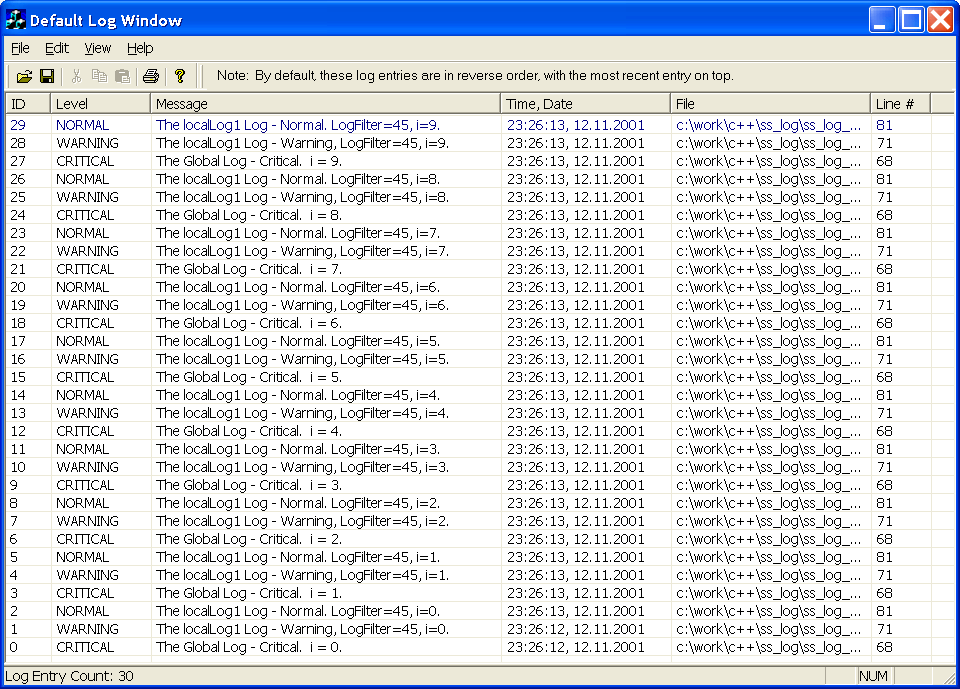 Default Log Window
File Edit View Help
Note: By default, these log entries are in reverse order, with the most recent entry on top.
ID Level Message Time, Date File Line #
29 NORMAL The localLog1 Log - Normal. LogFilter=45, i=9. 23:26:13, 12.11.2001 c:\work\c++\ss_log\ss_log_... 81
28 WARNING The localLog1 Log - Warning, LogFilter=45, i=9. 23:26:13, 12.11.2001 c:\work\c++\ss_log\ss_log_... 71
27 CRITICAL The Global Log - Critical. i = 9. 23:26:13, 12.11.2001 c:\work\c++\ss_log\ss_log_... 68
26 NORMAL The localLog1 Log - Normal. LogFilter=45, i=8. 23:26:13, 12.11.2001 c:\work\c++\ss_log\ss_log_... 81
25 WARNING The localLog1 Log - Warning, LogFilter=45, i=8. 23:26:13, 12.11.2001 c:\work\c++\ss_log\ss_log_... 71
24 CRITICAL The Global Log - Critical. i = 8. 23:26:13, 12.11.2001 c:\work\c++\ss_log\ss_log_... 68
23 NORMAL The localLog1 Log - Normal. LogFilter=45, i=7. 23:26:13, 12.11.2001 c:\work\c++\ss_log\ss_log_... 81
22 WARNING The localLog1 Log - Warning, LogFilter=45, i=7. 23:26:13, 12.11.2001 c:\work\c++\ss_log\ss_log_... 71
21 CRITICAL The Global Log - Critical. i = 7. 23:26:13, 12.11.2001 c:\work\c++\ss_log\ss_log_... 68
20 NORMAL The localLog1 Log - Normal. LogFilter=45, i=6. 23:26:13, 12.11.2001 c:\work\c++\ss_log\ss_log_... 81
19 WARNING The localLog1 Log - Warning, LogFilter=45, i=6. 23:26:13, 12.11.2001 c:\work\c++\ss_log\ss_log_... 71
18 CRITICAL The Global Log - Critical. i = 6. 23:26:13, 12.11.2001 c:\work\c++\ss_log\ss_log_... 68
17 NORMAL The localLog1 Log - Normal. LogFilter=45, i=5. 23:26:13, 12.11.2001 c:\work\c++\ss_log\ss_log_... 81
16 WARNING The localLog1 Log - Warning, LogFilter=45, i=5. 23:26:13, 12.11.2001 c:\work\c++\ss_log\ss_log_... 71
15 CRITICAL The Global Log - Critical. i = 5. 23:26:13, 12.11.2001 c:\work\c++\ss_log\ss_log_... 68
14 NORMAL The localLog1 Log - Normal. LogFilter=45, i=4. 23:26:13, 12.11.2001 c:\work\c++\ss_log\ss_log_... 81
13 WARNING The localLog1 Log - Warning, LogFilter=45, i=4. 23:26:13, 12.11.2001 c:\work\c++\ss_log\ss_log_... 71
12 CRITICAL The Global Log - Critical. i = 4. 23:26:13, 12.11.2001 c:\work\c++\ss_log\ss_log_... 68
11 NORMAL The localLog1 Log - Normal. LogFilter=45, i=3. 23:26:13, 12.11.2001 c:\work\c++\ss_log\ss_log_... 81
10 WARNING The localLog1 Log - Warning, LogFilter=45, i=3. 23:26:13, 12.11.2001 c:\work\c++\ss_log\ss_log_... 71
9 CRITICAL The Global Log - Critical. i = 3. 23:26:13, 12.11.2001 c:\work\c++\ss_log\ss_log_... 68
8 NORMAL The localLog1 Log - Normal. LogFilter=45, i=2. 23:26:13, 12.11.2001 c:\work\c++\ss_log\ss_log_... 81
7 WARNING The localLog1 Log - Warning, LogFilter=45, i=2. 23:26:13, 12.11.2001 c:\work\c++\ss_log\ss_log_... 71
6 CRITICAL The Global Log - Critical. i = 2. 23:26:13, 12.11.2001 c:\work\c++\ss_log\ss_log_... 68
5 NORMAL The localLog1 Log - Normal. LogFilter=45, i=1. 23:26:13, 12.11.2001 c:\work\c++\ss_log\ss_log_... 81
4 WARNING The localLog1 Log - Warning, LogFilter=45, i=1. 23:26:13, 12.11.2001 c:\work\c++\ss_log\ss_log_... 71
3 CRITICAL The Global Log - Critical. i = 1. 23:26:13, 12.11.2001 c:\work\c++\ss_log\ss_log_... 68
2 NORMAL The localLog1 Log - Normal. LogFilter=45, i=0. 23:26:13, 12.11.2001 c:\work\c++\ss_log\ss_log_... 81
1 WARNING The localLog1 Log - Warning, LogFilter=45, i=0. 23:26:12, 12.11.2001 c:\work\c++\ss_log\ss_log_... 71
0 CRITICAL The Global Log - Critical. i = 0. 23:26:12, 12.11.2001 c:\work\c++\ss_log\ss_log_... 68
Log Entry Count: 30 NUM